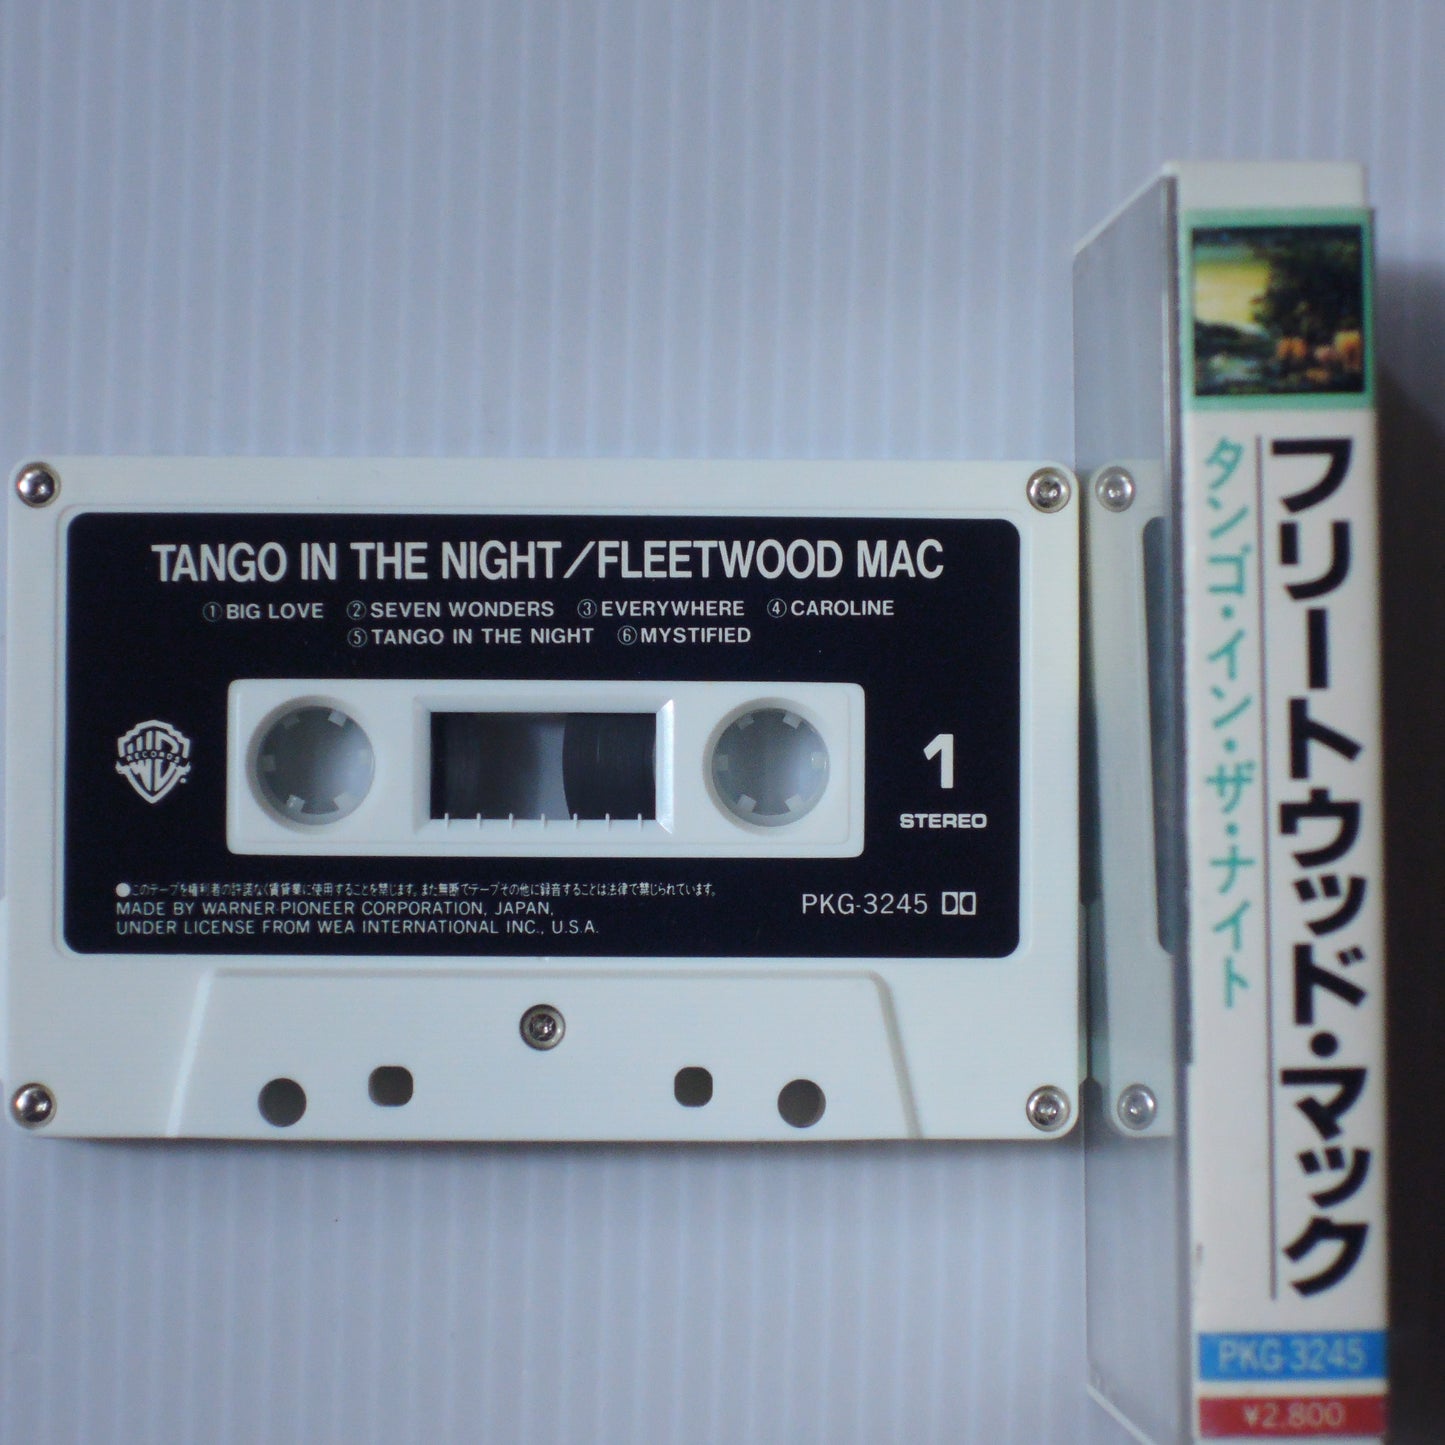 TANGO IN THE NIGHT/FLEETWOOD MAC
①BIG LOVE ②SEVEN WONDERS ③EVERYWHERE ④CAROLINE
⑤TANGO IN THE NIGHT ⑥MYSTIFIED
RECORDS
1
STEREO
●このテープを権利者の許諾なく賃貸業に使用することを禁じます。また無断でテープその他に録音することは法律で禁じられています。
MADE BY WARNER-PIONEER CORPORATION, JAPAN,
UNDER LICENSE FROM WEA INTERNATIONAL INC., U.S.A.
PKG-3245
フリートウッド・マック
タンゴ・イン・ザ・ナイト
PKG-3245
¥2.800